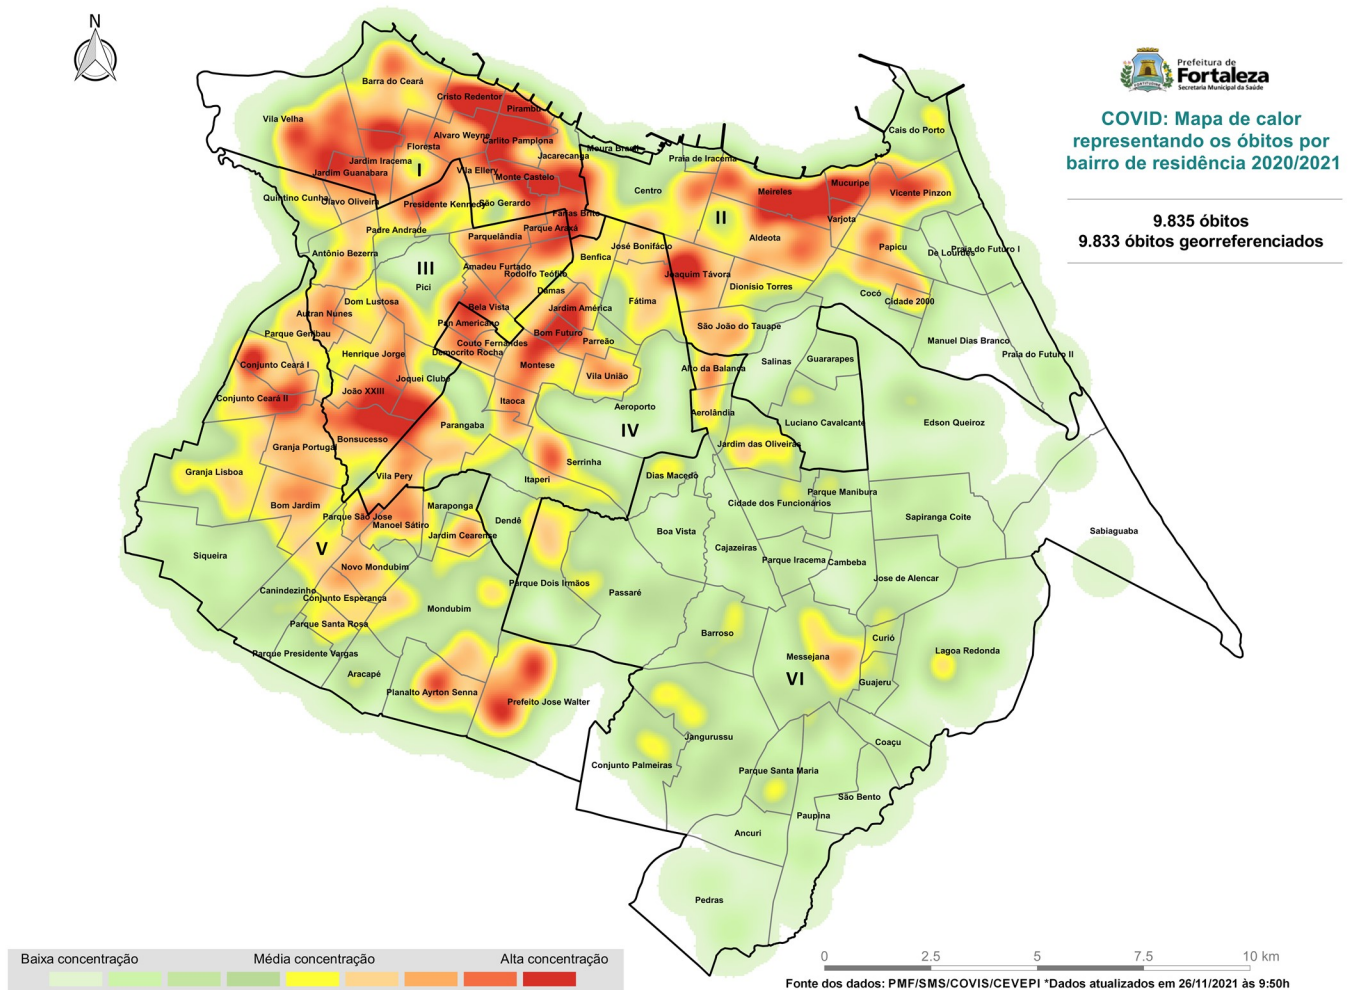 N
Prefeitura de
Fortaleza
Secretaria Municipal da Saúde
COVID: Mapa de calor
representando os óbitos por
bairro de residência 2020/2021
9.835 óbitos
9.833 óbitos georreferenciados
Barra do Ceará
Cristo Redentor
Pirambu
Vila Velha
Alvaro Weyne
Carlito Pamplona
Floresta
Moura Brasil
Cais do Porto
Jacarecanga
Praia de Iracema
Jardim Iracema
Jardim Guanabara
I
Vila Ellery
Monte Castelo
Centro
Meireles
Mucuripe
Vicente Pinzon
Quintino Cunha
Olavo Oliveira
Presidente Kennedy
São Gerardo
Farias Brito
II
Varjota
Padre Andrade
Parquelândia
Parque Araxá
Aldeota
José Bonifácio
Papicu
De Lourdes
Praia do Futuro I
Antônio Bezerra
Benfica
III
Amadeu Furtado
Rodolfo Teófilo
Joaquim Távora
Pici
Damas
Dionísio Torres
Cocó
Cidade 2000
Dom Lustosa
Bela Vista
Jardim América
Fátima
Autran Nunes
Pan Americano
São João do Tauape
Parque Genibau
Bom Futuro
Parreão
Couto Fernandes
Manuel Dias Branco
Henrique Jorge
Democrito Rocha
Praia do Futuro II
Conjunto Ceará I
Montese
Salinas
Guararapes
Alto da Balança
Joquei Clube
Vila União
João XXIII
Conjunto Ceará II
Itaoca
Aeroporto
Aerolândia
Parangaba
IV
Luciano Cavalcante
Edson Queiroz
Granja Portugal
Bonsucesso
Jardim das Oliveiras
Granja Lisboa
Vila Pery
Serrinha
Itaperi
Dias Macedo
Parque Manibura
Bom Jardim
Maraponga
Cidade dos Funcionários
Parque São Jose
Manoel Sátiro
Dendê
Sapiranga Coite
Jardim Cearense
Boa Vista
Sabiaguaba
V
Siqueira
Cajazeiras
Novo Mondubim
Parque Iracema
Cambeba
Jose de Alencar
Parque Dois Irmãos
Canindezinho
Conjunto Esperança
Passaré
Mondubim
Parque Santa Rosa
Barroso
Curió
Parque Presidente Vargas
Messejana
Lagoa Redonda
Aracapé
VI
Guajeru
Planalto Ayrton Senna
Prefeito Jose Walter
Jangurussu
Coaçu
Conjunto Palmeiras
Parque Santa Maria
São Bento
Paupina
Ancuri
Pedras
Baixa concentração
Média concentração
Alta concentração
0
2.5
5
7.5
10 km
Fonte dos dados: PMF/SMS/COVIS/CEVEPI *Dados atualizados em 26/11/2021 às 9:50h